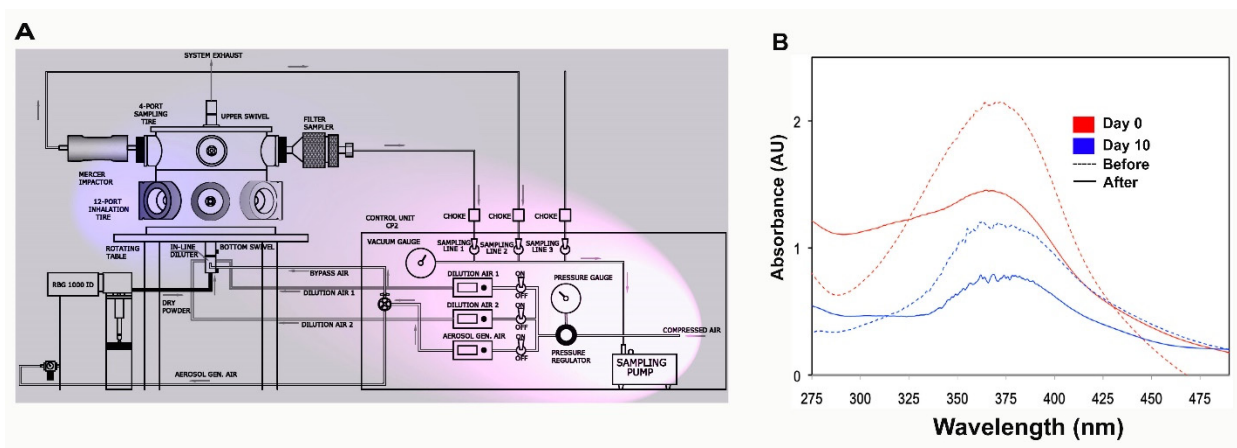 A
SYSTEM EXHAUST
4-PORT
SAMPLING
TIRE
UPPER SWIVEL
FILTER
SAMPLER
MERCER
IMPACTOR
12-PORT
INHALATION
TIRE
CONTROL UNIT
CP2
VACUUM GAUGE
CHOKE
CHOKE
CHOKE
SAMPLING
LINE 1
SAMPLING
LINE 2
SAMPLING
LINE 3
ROTATING
TABLE
IN-LINE
DILUTER
BOTTOM SWIVEL
BYPASS AIR
RBG 1000 ID
DRY
POWDER
DILUTION AIR 1
DILUTION AIR 2
DILUTION AIR 1
ON
OFF
DILUTION AIR 2
ON
OFF
AEROSOL GEN. AIR
ON
OFF
PRESSURE GAUGE
COMPRESSED AIR
PRESSURE
REGULATOR
SAMPLING
PUMP
AEROSOL GEN. AIR
B
Absorbance (AU)
2
1
0
Day 0
Day 10
Before
After
275 300 325 350 375 400 425 450 475
Wavelength (nm)